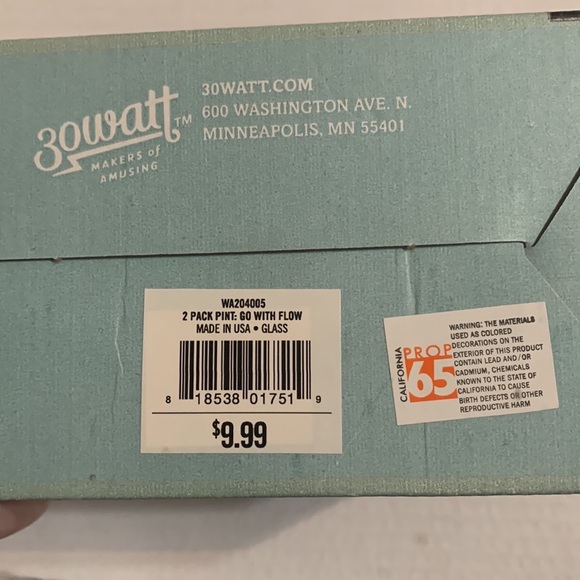 30watt™
MAKERS of
AMUSING
30WATT.COM
600 WASHINGTON AVE. N.
MINNEAPOLIS, MN 55401
WA204005
2 PACK PINT: GO WITH FLOW
MADE IN USA • GLASS
8 18538 01751 9
$9.99
CALIFORNIA
PROP
65
WARNING: THE MATERIALS
USED AS COLORED
DECORATIONS ON THE
EXTERIOR OF THIS PRODUCT
CONTAIN LEAD AND/OR
CADMIUM, CHEMICALS
KNOWN TO THE STATE OF
CALIFORNIA TO CAUSE
BIRTH DEFECTS OR OTHER
REPRODUCTIVE HARM